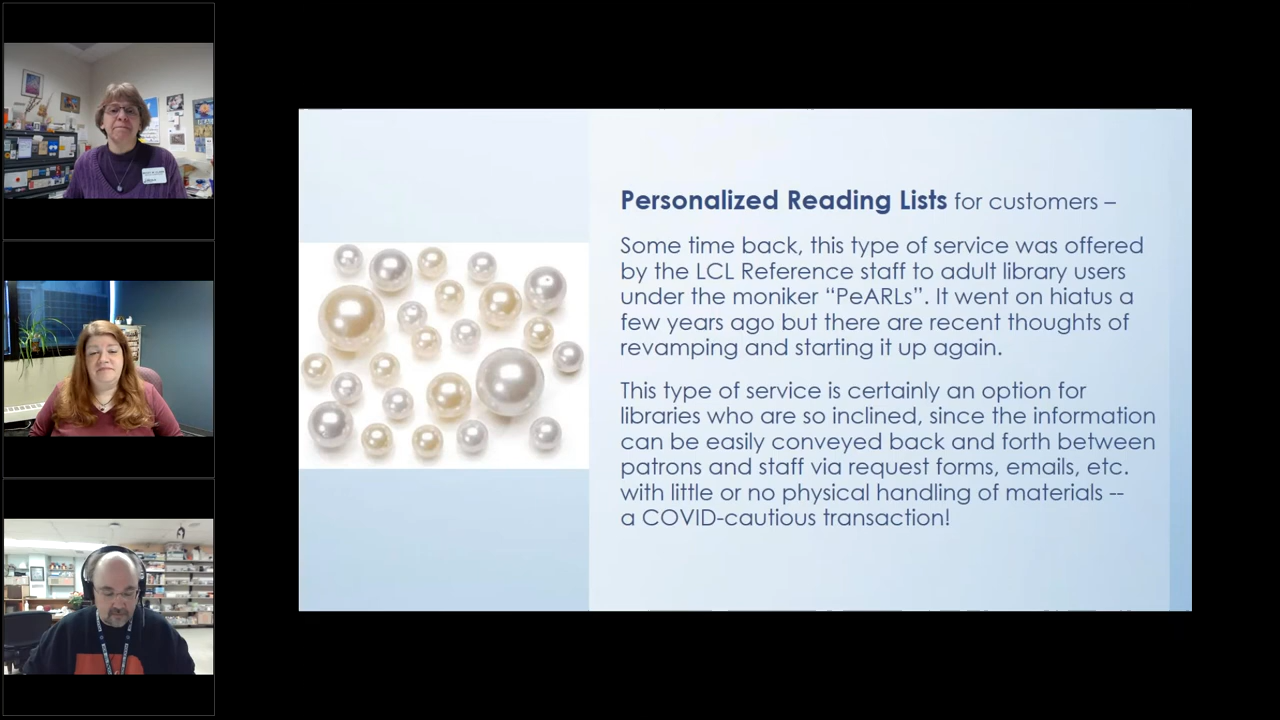 Personalized Reading Lists for customers –
Some time back, this type of service was offered
by the LCL Reference staff to adult library users
under the moniker “PeARLs”. It went on hiatus a
few years ago but there are recent thoughts of
revamping and starting it up again.
This type of service is certainly an option for
libraries who are so inclined, since the information
can be easily conveyed back and forth between
patrons and staff via request forms, emails, etc.
with little or no physical handling of materials --
a COVID-cautious transaction!